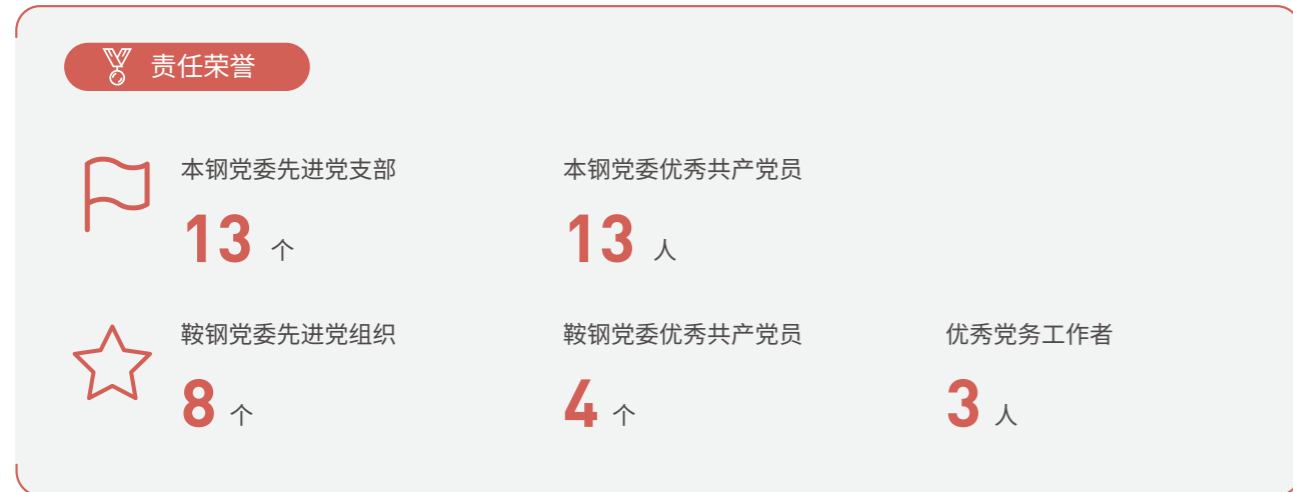 责任荣誉
本钢党委先进党支部
13 个
本钢党委优秀共产党员
13 人
鞍钢党委先进党组织
8 个
鞍钢党委优秀共产党员
4 个
优秀党务工作者
3 人